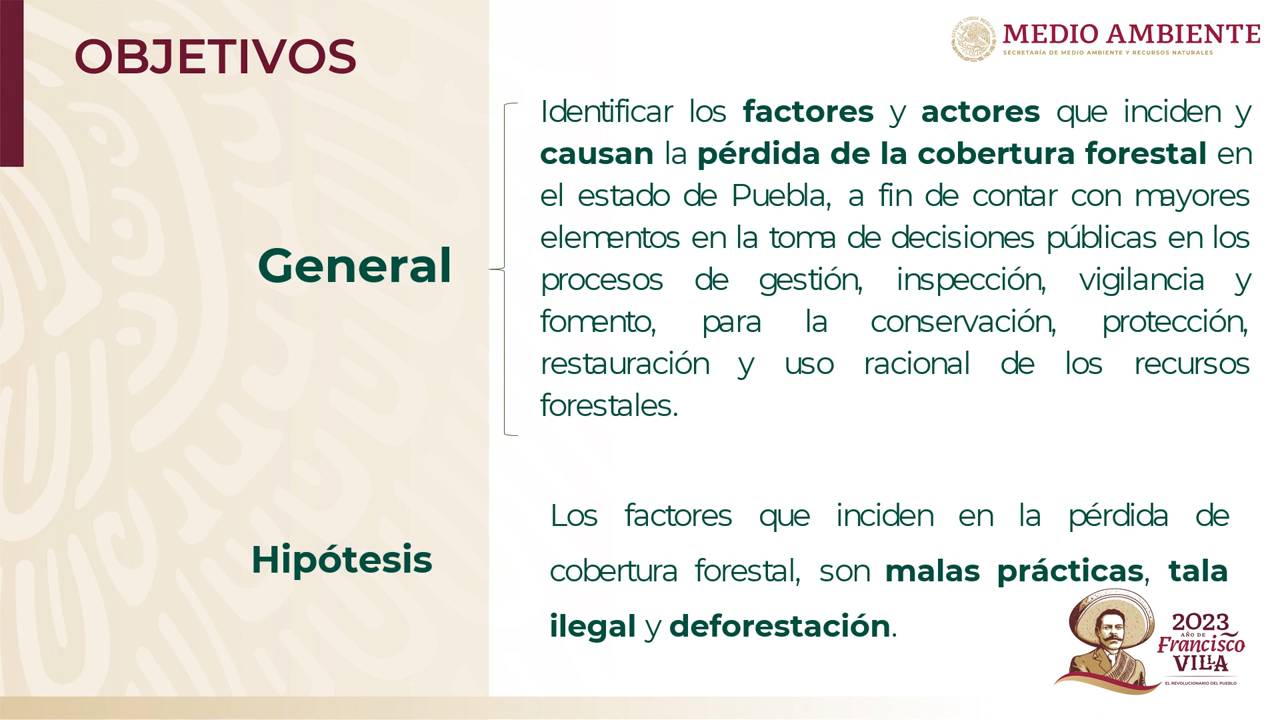 OBJETIVOS
MEDIO AMBIENTE
SECRETARÍA DE MEDIO AMBIENTE Y RECURSOS NATURALES
General
Identificar los factores y actores que inciden y
causan la pérdida de la cobertura forestal en
el estado de Puebla, a fin de contar con mayores
elementos en la toma de decisiones públicas en los
procesos de gestión, inspección, vigilancia y
fomento, para la conservación, protección,
restauración y uso racional de los recursos
forestales.
Hipótesis
Los factores que inciden en la pérdida de
cobertura forestal, son malas prácticas, tala
ilegal y deforestación.
2023
AÑO DE
Francisco
VILLA
EL REVOLUCIONARIO DEL PUEBLO